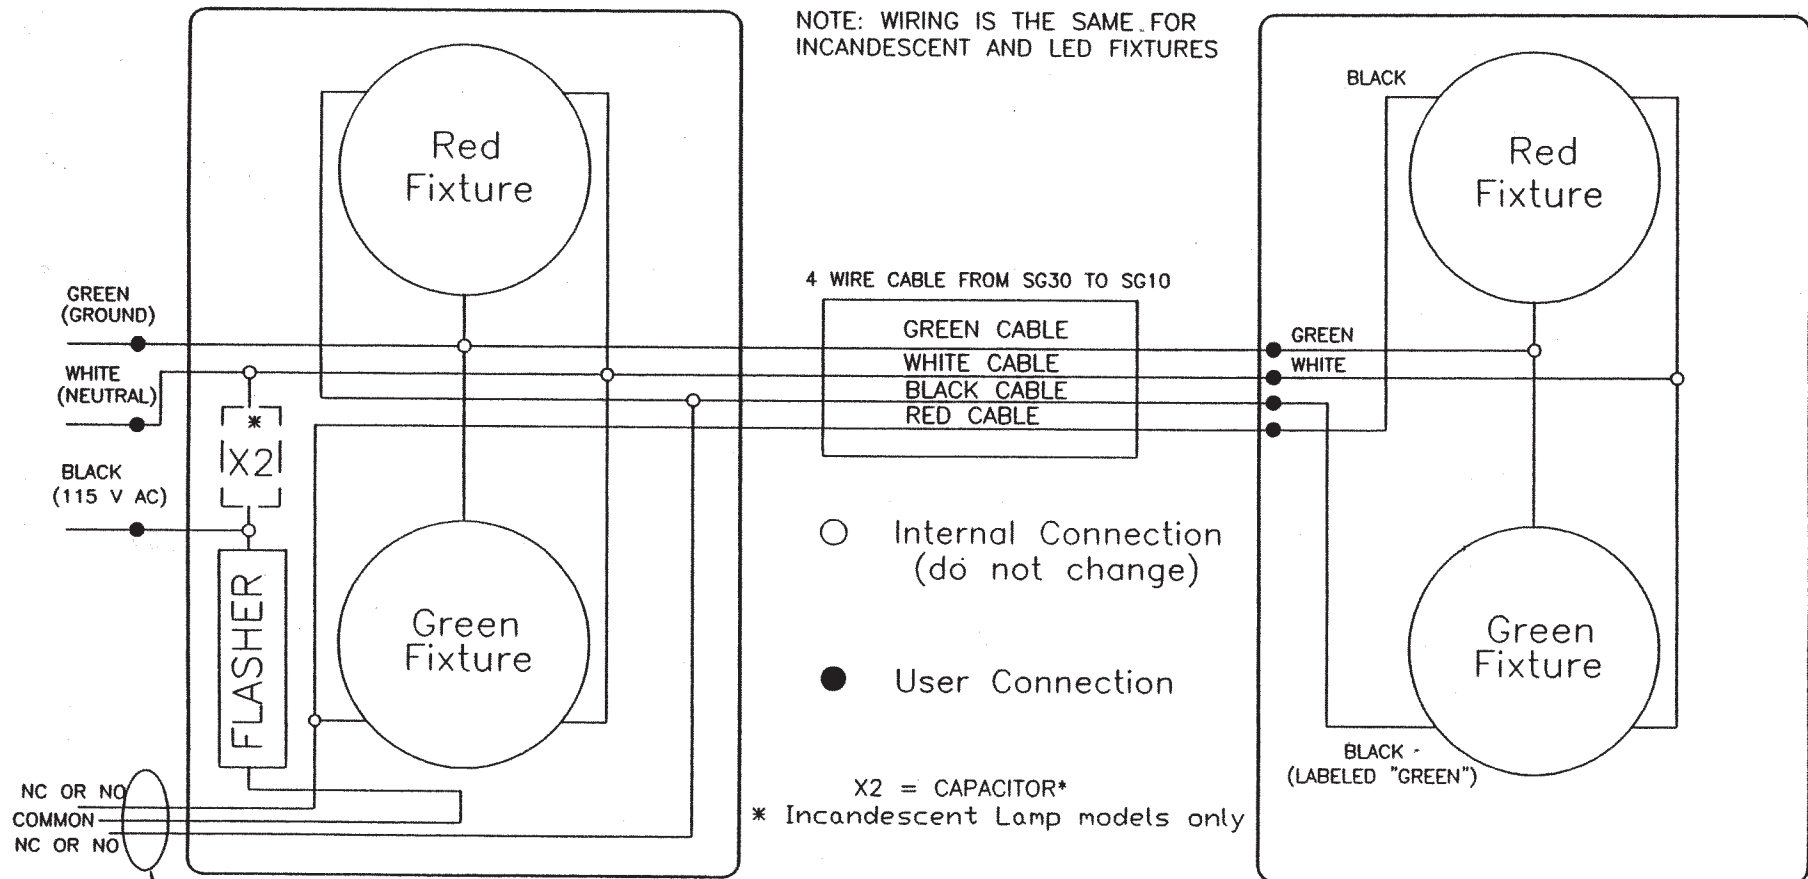 NOTE: WIRING IS THE SAME FOR
INCANDESCENT AND LED FIXTURES
Red
Fixture
BLACK
Red
Fixture
4 WIRE CABLE FROM SG30 TO SG10
GREEN
(GROUND)
GREEN CABLE
GREEN
WHITE
(NEUTRAL)
WHITE CABLE
WHITE
BLACK CABLE
RED CABLE
*
X2
BLACK
(115 V AC)
Internal Connection
(do not change)
FLASHER
Green
Fixture
Green
Fixture
User Connection
BLACK
(LABELED "GREEN")
NC OR NO
COMMON
NC OR NO
X2 = CAPACITOR*
* Incandescent Lamp models only